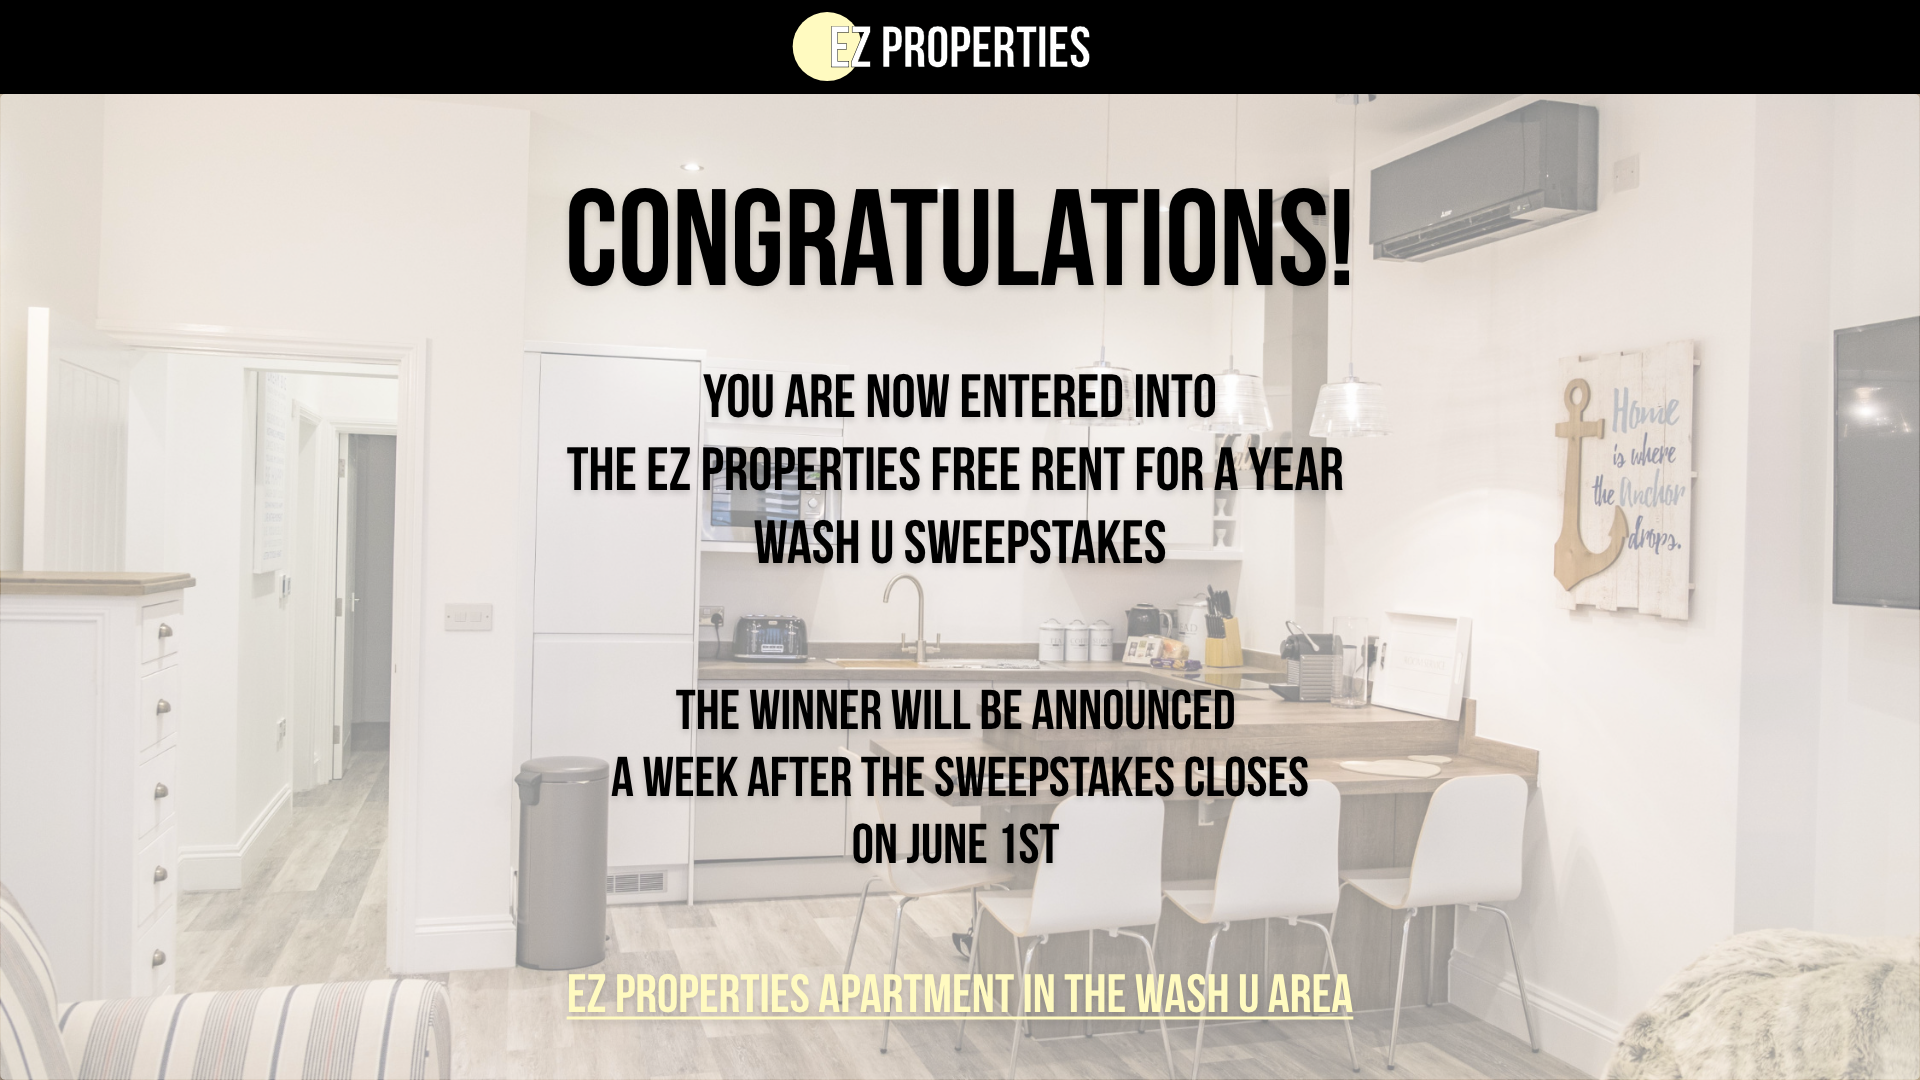 EZ PROPERTIES
CONGRATULATIONS!
YOU ARE NOW ENTERED INTO
THE EZ PROPERTIES FREE RENT FOR A YEAR
WASH U SWEEPSTAKES
THE WINNER WILL BE ANNOUNCED
A WEEK AFTER THE SWEEPSTAKES CLOSES
ON JUNE 1ST
EZ PROPERTIES APARTMENT IN THE WASH U AREA
Home
is where
the Anchor
drops.